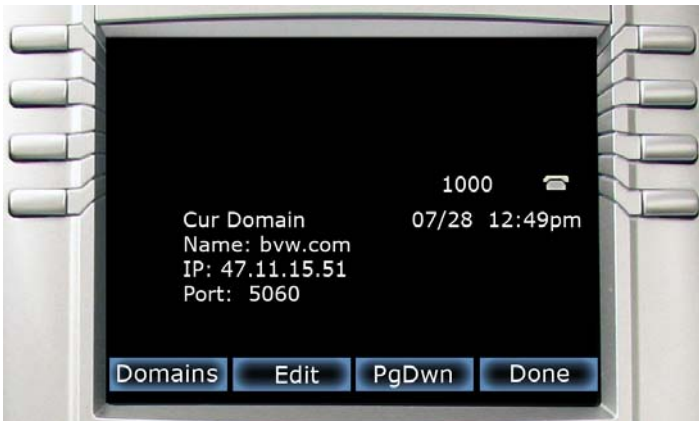 1000
Cur Domain 07/28 12:49pm
Name: bvw.com
IP: 47.11.15.51
Port: 5060
Domains Edit PgDwn Done